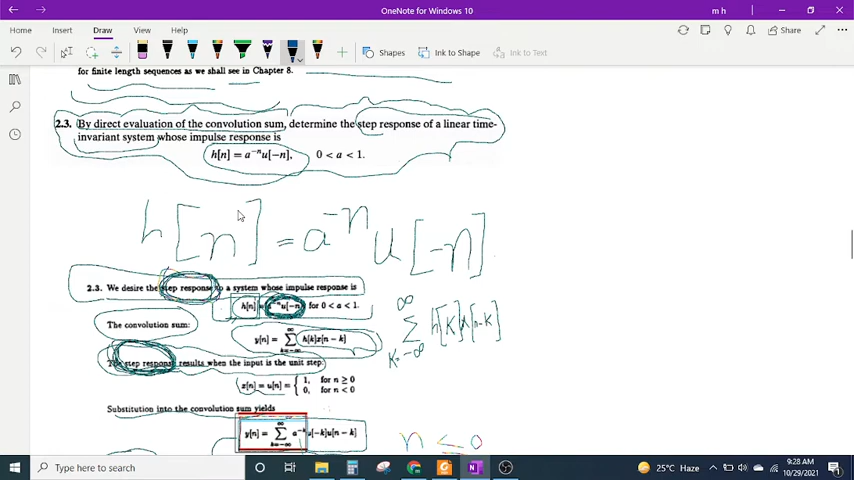 OneNote for Windows 10
m h
Home Insert Draw View Help
Share
Shapes Ink to Shape Ink to Text
for finite length sequences as we shall see in Chapter 8.
2.3. By direct evaluation of the convolution sum, determine the step response of a linear time-
invariant system whose impulse response is
h[n] = a⁻ⁿu[−n], 0 < a < 1.
h[n] = a⁻ⁿ u[−n]
2.3. We desire the step response to a system whose impulse response is
h[n] = a⁻ⁿu[−n] for 0 < a < 1.
The convolution sum:
y[n] = ∑ₖ₌₋∞^∞ h[k]x[n − k]
∑ₖ₌₋∞^∞ h[k]x[n-k]
The step response results when the input is the unit step
x[n] = u[n] = { 1, for n ≥ 0
0, for n < 0
Substitution into the convolution sum yields
y[n] = ∑ₖ₌₋∞^∞ a⁻ᵏu[−k]u[n − k]
n ≤ 0
Type here to search
25°C Haze
9:28 AM
10/29/2021